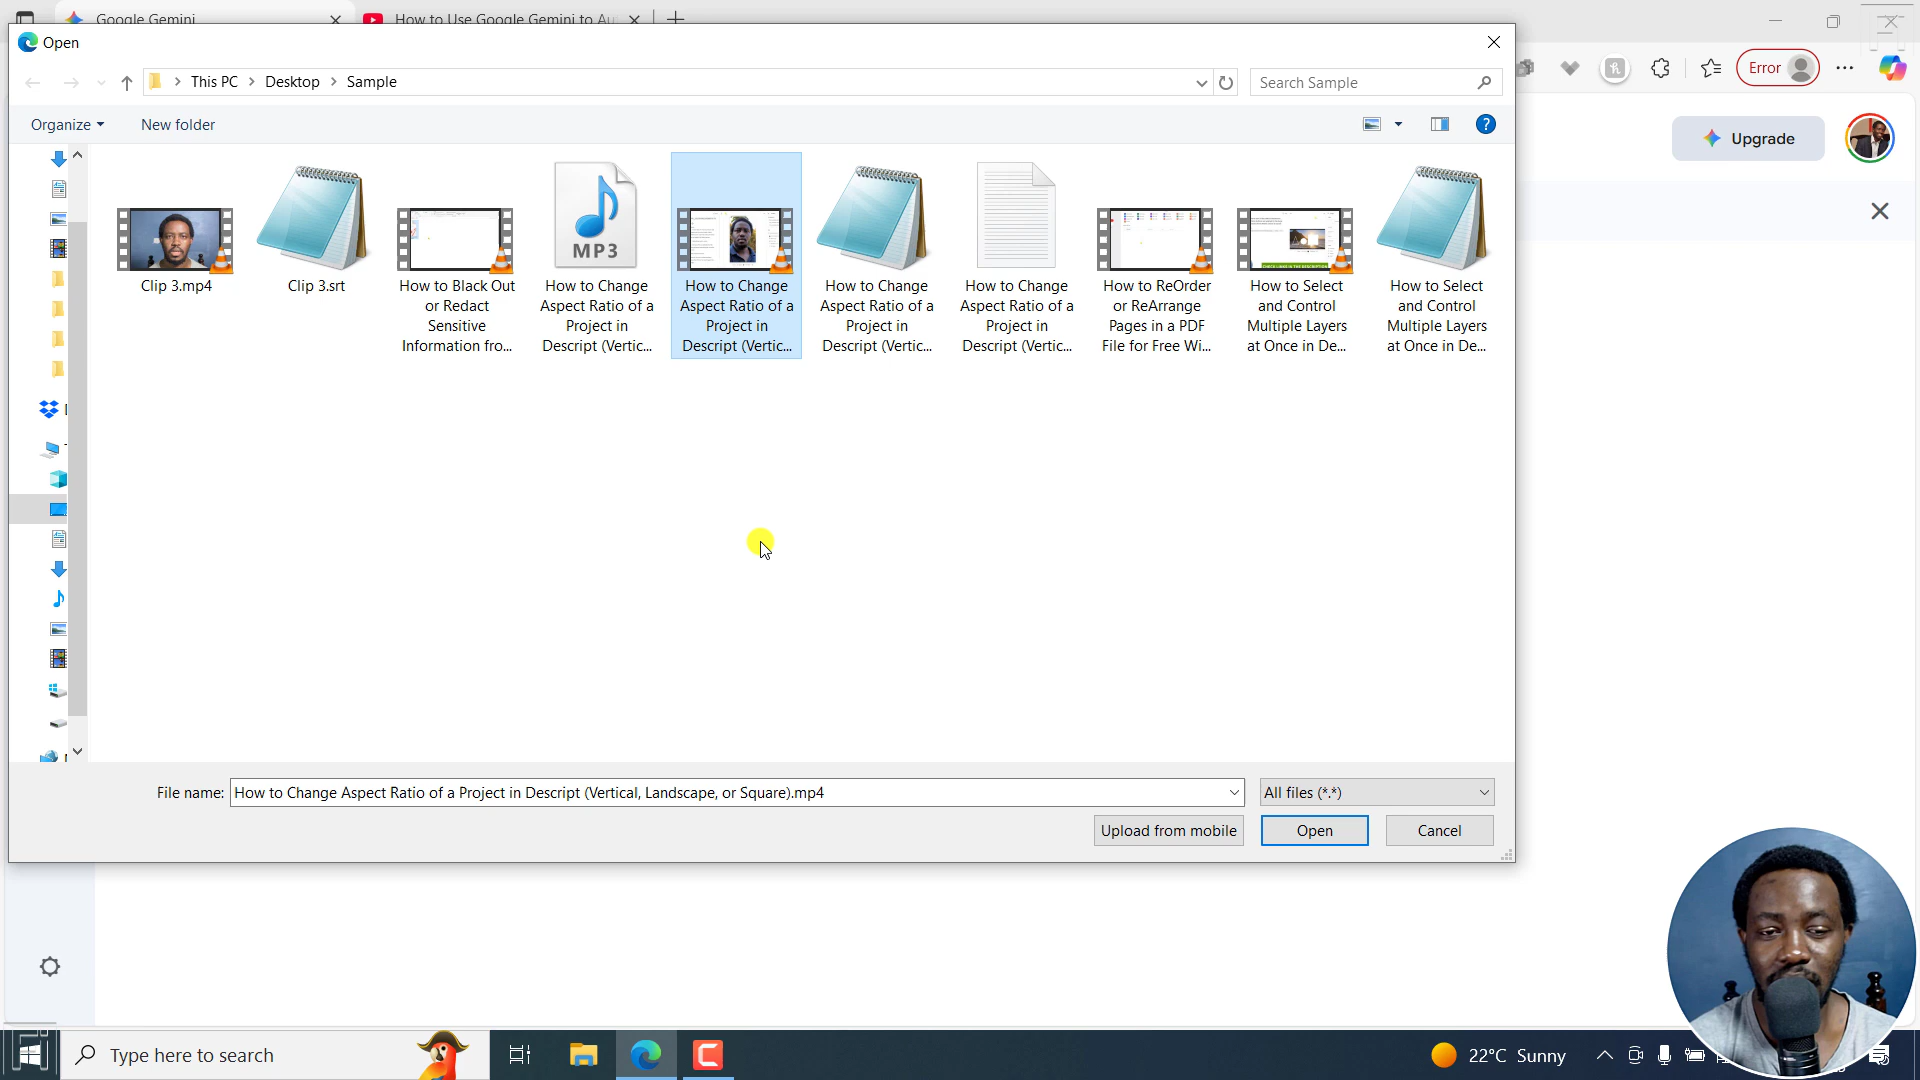 Google Gemini
How to Use Google Gemini to Au
Open
This PC > Desktop > Sample
Search Sample
Error
Organize
New folder
Upgrade
MP3
Clip 3.mp4
Clip 3.srt
How to Black Out
or Redact
Sensitive
Information fro...
How to Change
Aspect Ratio of a
Project in
Descript (Vertic...
How to Change
Aspect Ratio of a
Project in
Descript (Vertic...
How to Change
Aspect Ratio of a
Project in
Descript (Vertic...
How to Change
Aspect Ratio of a
Project in
Descript (Vertic...
How to ReOrder
or ReArrange
Pages in a PDF
File for Free Wi...
How to Select
and Control
Multiple Layers
at Once in De...
How to Select
and Control
Multiple Layers
at Once in De...
File name:
How to Change Aspect Ratio of a Project in Descript (Vertical, Landscape, or Square).mp4
All files (*.*)
Upload from mobile
Open
Cancel
Type here to search
22°C Sunny